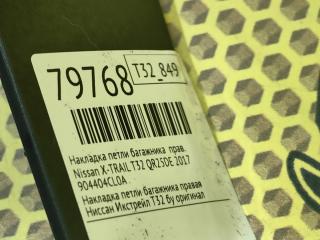 79768 T32_849
Накладка петли багажника прав.
Nissan X-TRAIL T32 QR25DE 2017
904404CL0A
Накладка петли багажника правая
Ниссан Икстрейл Т32 бу оригинал